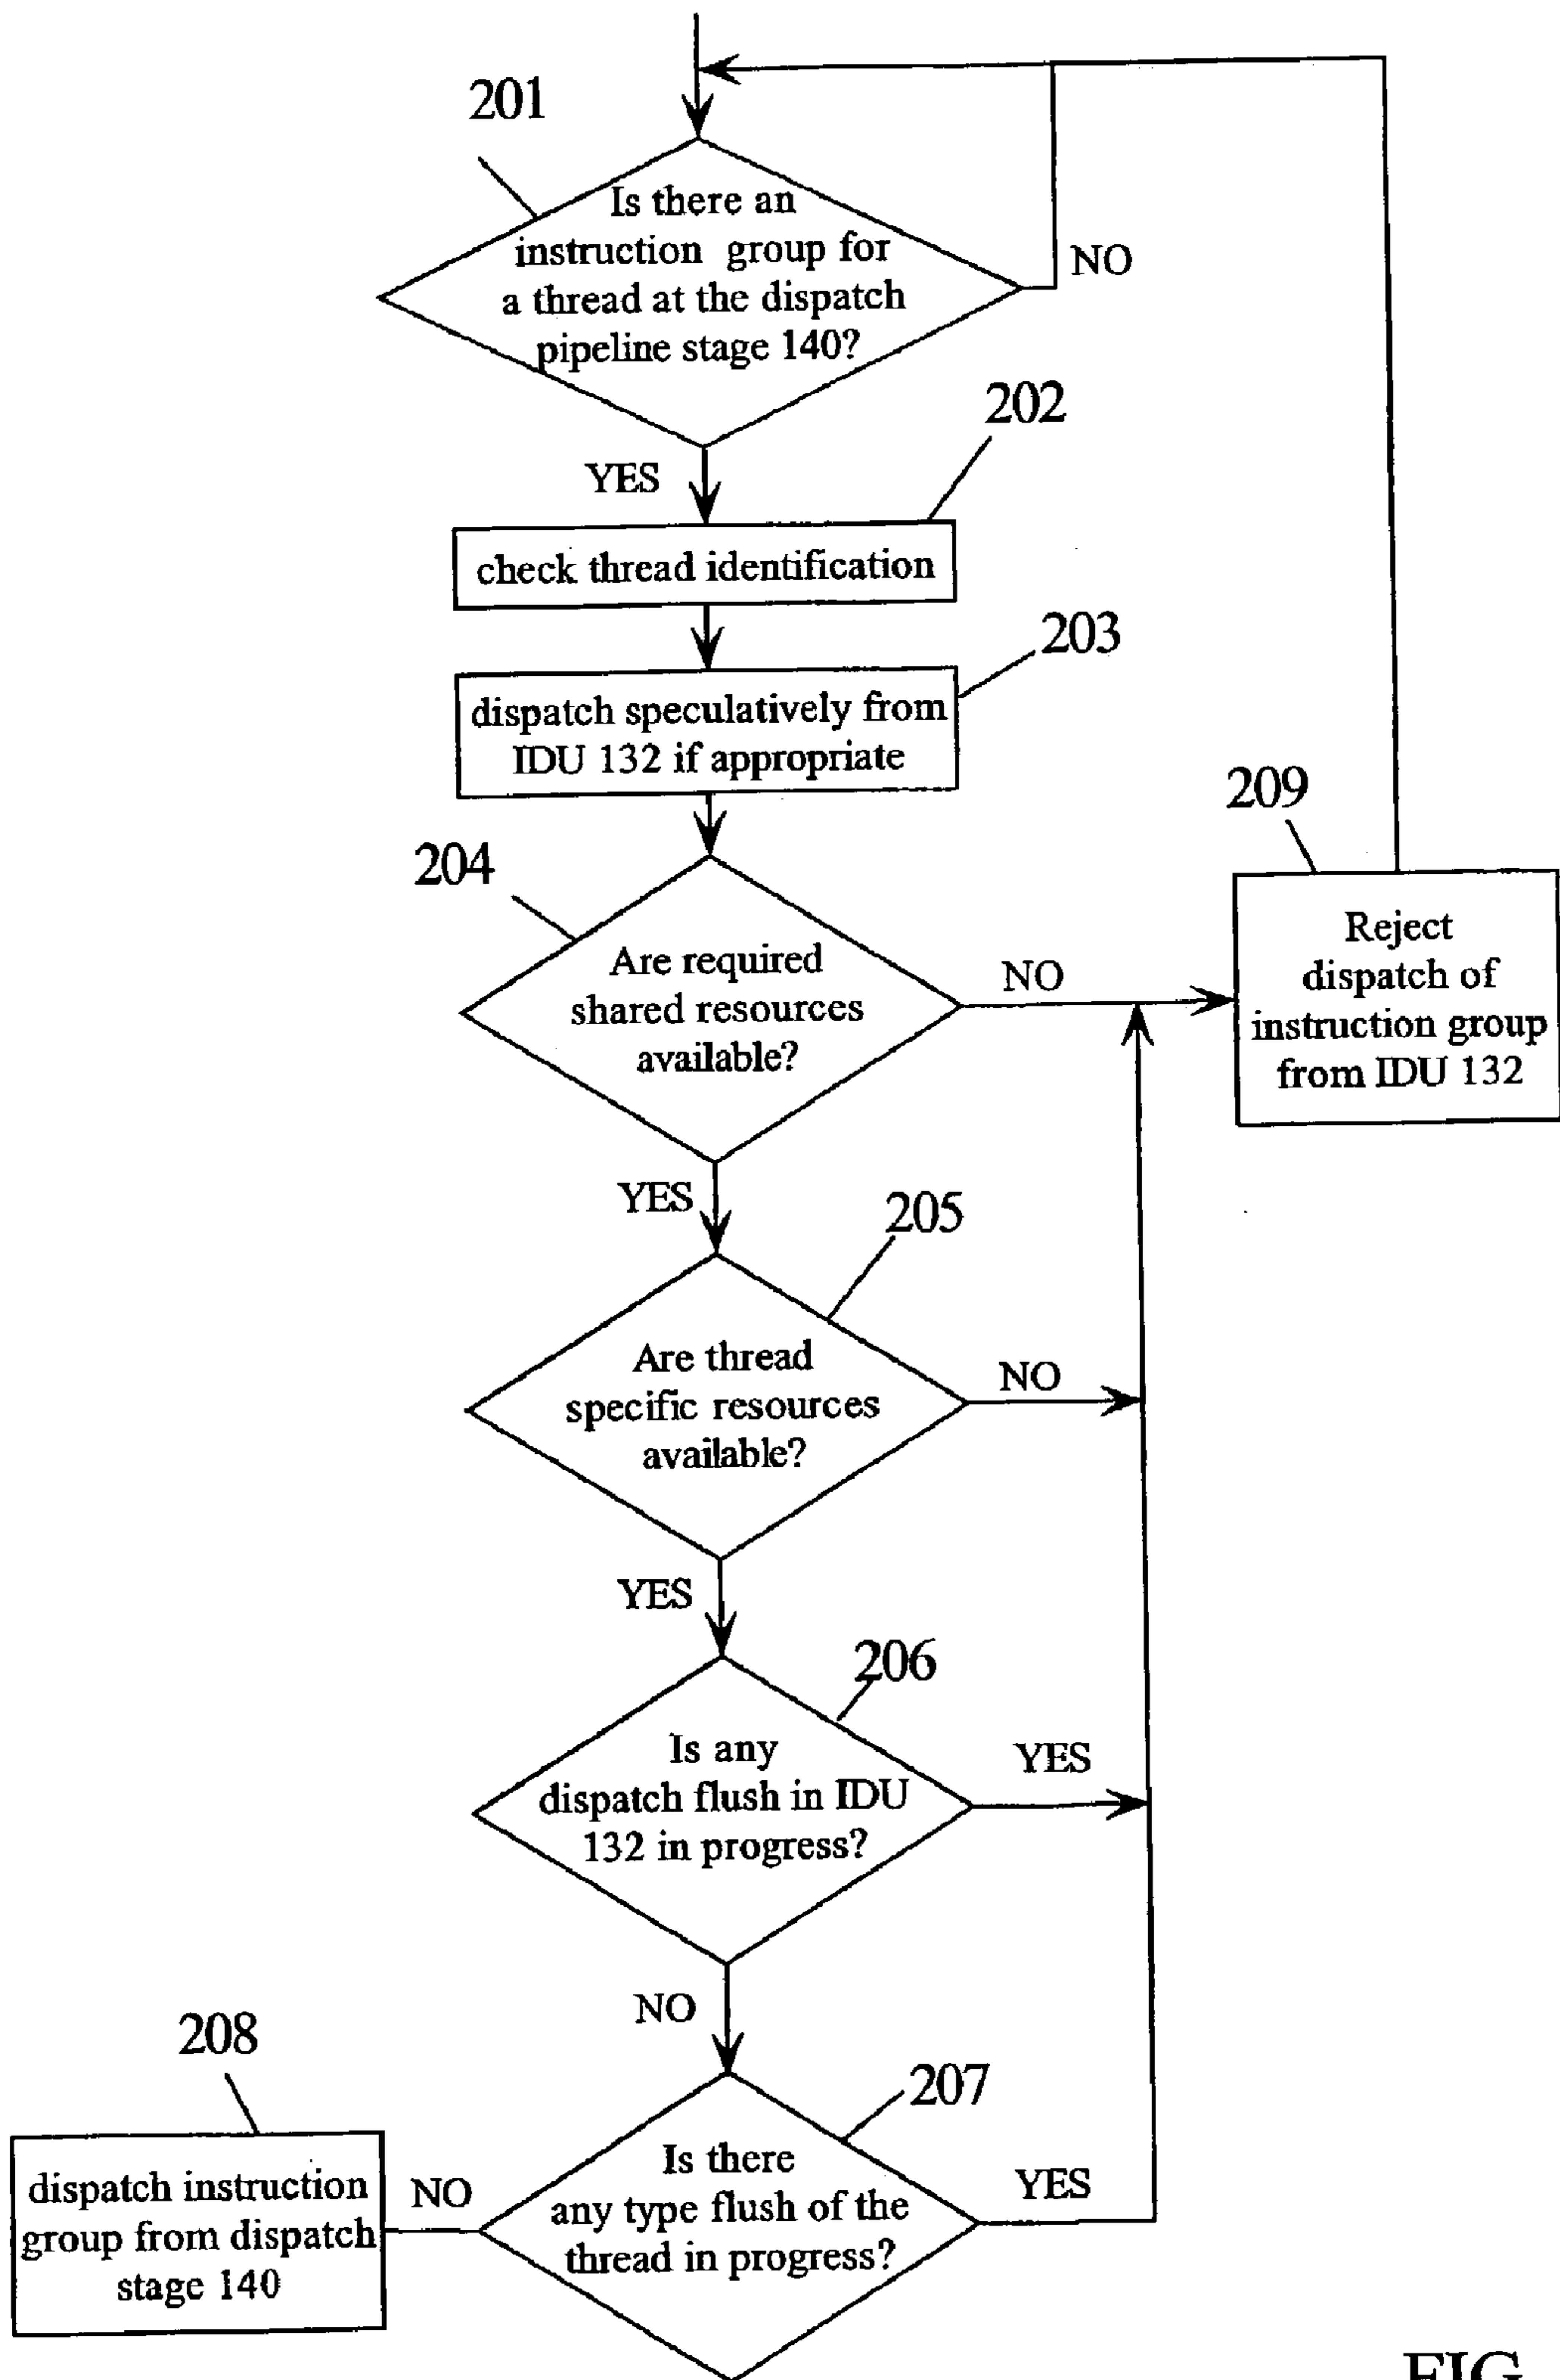 201
Is there an
instruction group for
a thread at the dispatch
pipeline stage 140?
NO
YES
202
check thread identification
203
dispatch speculatively from
IDU 132 if appropriate
204
Are required
shared resources
available?
NO
209
Reject
dispatch of
instruction group
from IDU 132
YES
205
Are thread
specific resources
available?
NO
YES
206
Is any
dispatch flush in IDU
132 in progress?
YES
NO
207
Is there
any type flush of the
thread in progress?
YES
NO
208
dispatch instruction
group from dispatch
stage 140
FIG